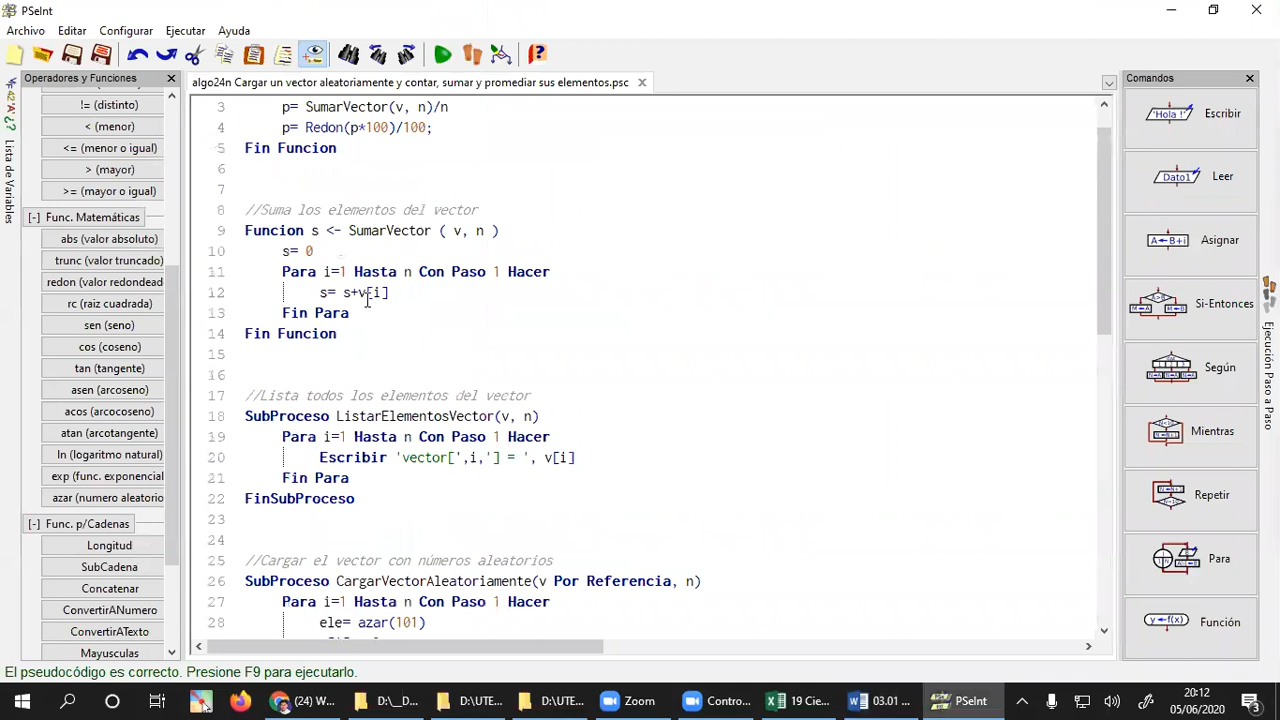 PSeInt
Archivo Editar Configurar Ejecutar Ayuda
Operadores y Funciones
algo24n Cargar un vector aleatoriamente y contar, sumar y promediar sus elementos.psc
Comandos
Lista de Variables
!= (distinto)
< (menor)
<= (menor o igual)
> (mayor)
>= (mayor o igual)
[-] Func. Matemáticas
abs (valor absoluto)
trunc (valor truncado)
redon (valor redondea
rc (raiz cuadrada)
sen (seno)
cos (coseno)
tan (tangente)
asen (arcoseno)
acos (arcocoseno)
atan (arcotangente)
ln (logaritmo natural)
exp (func. exponencial
azar (numero aleatorio
[-] Func. p/Cadenas
Longitud
SubCadena
Concatenar
ConvertirANumero
ConvertirATexto
Mayusculas
3 p= SumarVector(v, n)/n
4 p= Redon(p*100)/100;
5 Fin Funcion
6
7
8 //Suma los elementos del vector
9 Funcion s <- SumarVector ( v, n )
10 s= 0
11 Para i=1 Hasta n Con Paso 1 Hacer
12 s= s+v[i]
13 Fin Para
14 Fin Funcion
15
16
17 //Lista todos los elementos del vector
18 SubProceso ListarElementosVector(v, n)
19 Para i=1 Hasta n Con Paso 1 Hacer
20 Escribir 'vector[',i,'] = ', v[i]
21 Fin Para
22 FinSubProceso
23
24
25 //Cargar el vector con números aleatorios
26 SubProceso CargarVectorAleatoriamente(v Por Referencia, n)
27 Para i=1 Hasta n Con Paso 1 Hacer
28 ele= azar(101)
'Hola !' Escribir
Dato1 Leer
A←B+i Asignar
Si-Entonces
Según
Mientras
Repetir
Para
y←f(x) Función
Ejecución Paso a Paso
El pseudocódigo es correcto. Presione F9 para ejecutarlo.
(24) W...
D:\__D...
D:\UTE...
D:\UTE...
Zoom
Contro...
19 Cie...
03.01 ...
PSeInt
20:12
05/06/2020
3